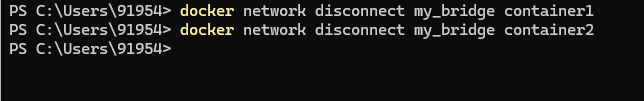 PS C:\Users\91954> docker network disconnect my_bridge container1
PS C:\Users\91954> docker network disconnect my_bridge container2
PS C:\Users\91954>